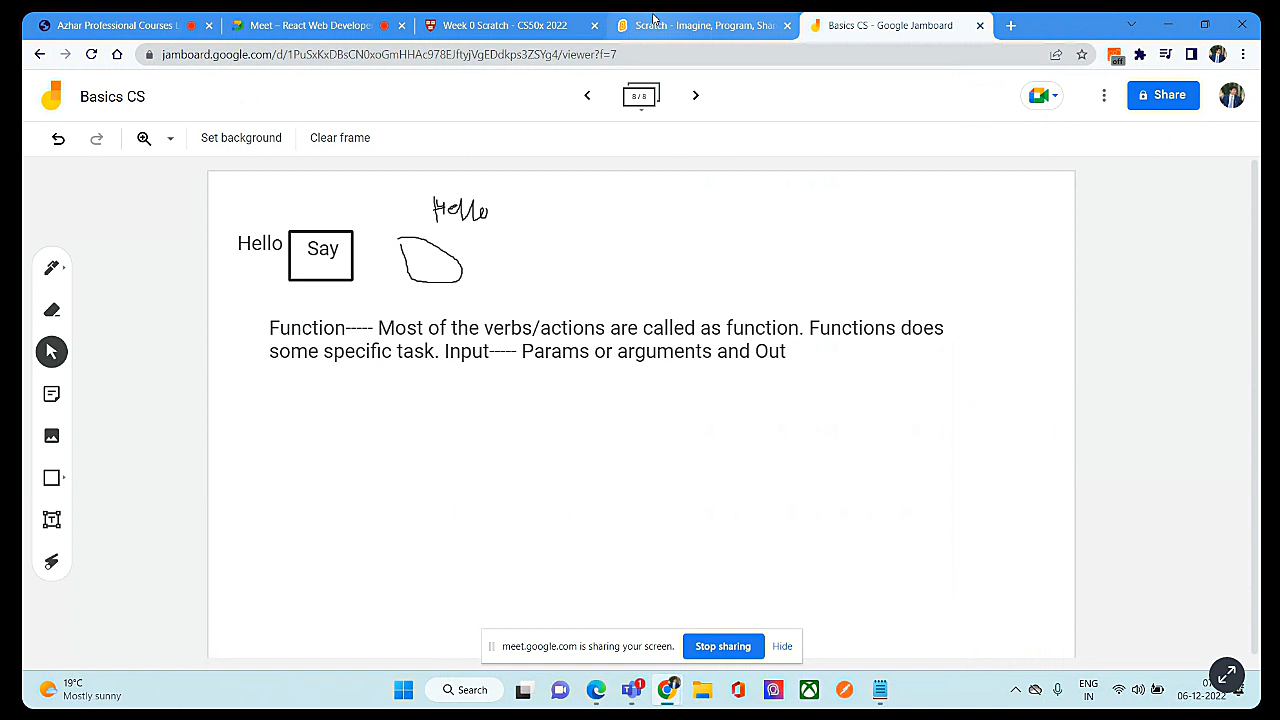 Azhar Professional Courses L
Meet – React Web Develope
Week 0 Scratch - CS50x 2022
Scratch - Imagine, Program, Shar
Basics CS - Google Jamboard
jamboard.google.com/d/1PuSxKxDBsCN0xoGmHHAc978EJftyjVgEDdkps3ZSYg4/viewer?f=7
off
Basics CS
8 / 8
Share
Set background
Clear frame
Hello
Hello
Say
Function----- Most of the verbs/actions are called as function. Functions does
some specific task. Input----- Params or arguments and Out
meet.google.com is sharing your screen.
Stop sharing
Hide
19°C
Mostly sunny
Search
1
ENG
IN
06-12-2022